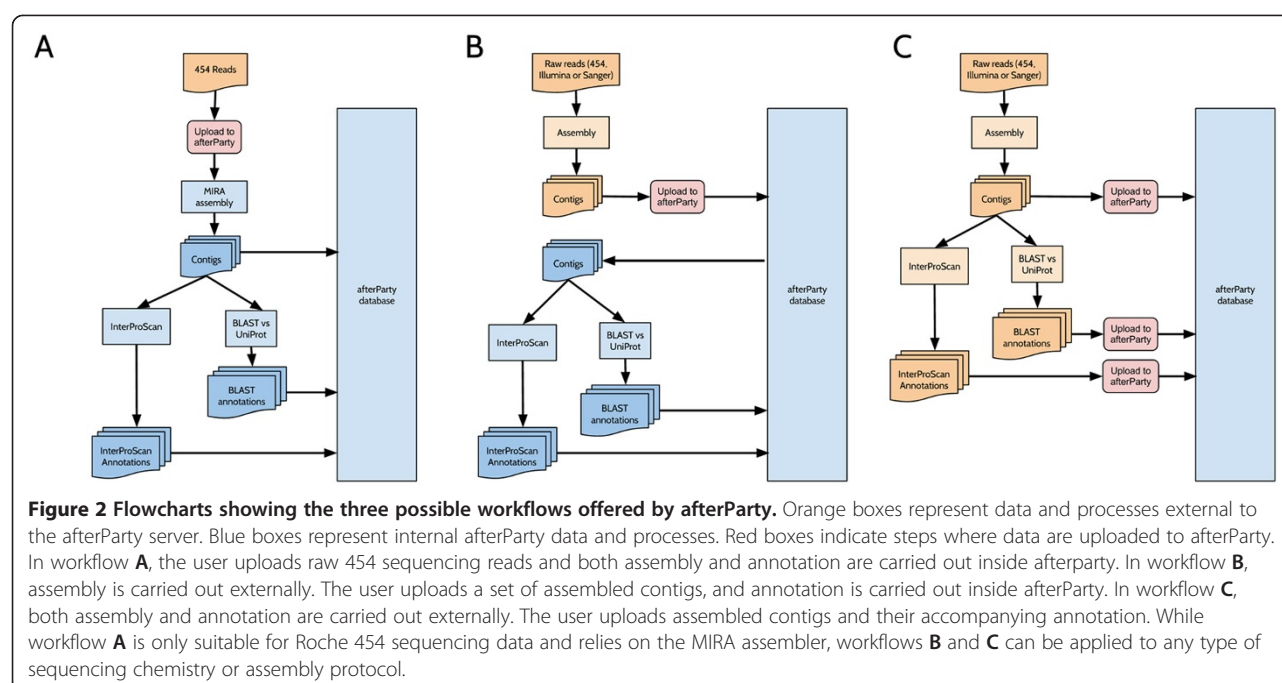 A
454 Reads
Upload to
afterParty
MIRA
assembly
Contigs
InterProScan
BLAST vs
UniProt
BLAST
annotations
InterProScan
Annotations
afterParty
database
B
Raw reads (454,
Illumina or Sanger)
Assembly
Contigs
Upload to
afterParty
Contigs
InterProScan
BLAST vs
UniProt
BLAST
annotations
InterProScan
Annotations
afterParty
database
C
Raw reads (454,
Illumina or Sanger)
Assembly
Contigs
Upload to
afterParty
InterProScan
BLAST vs
UniProt
BLAST
annotations
Upload to
afterParty
InterProScan
Annotations
Upload to
afterParty
afterParty
database
Figure 2 Flowcharts showing the three possible workflows offered by afterParty. Orange boxes represent data and processes external to
the afterParty server. Blue boxes represent internal afterParty data and processes. Red boxes indicate steps where data are uploaded to afterParty.
In workflow A, the user uploads raw 454 sequencing reads and both assembly and annotation are carried out inside afterparty. In workflow B,
assembly is carried out externally. The user uploads a set of assembled contigs, and annotation is carried out inside afterParty. In workflow C,
both assembly and annotation are carried out externally. The user uploads assembled contigs and their accompanying annotation. While
workflow A is only suitable for Roche 454 sequencing data and relies on the MIRA assembler, workflows B and C can be applied to any type of
sequencing chemistry or assembly protocol.